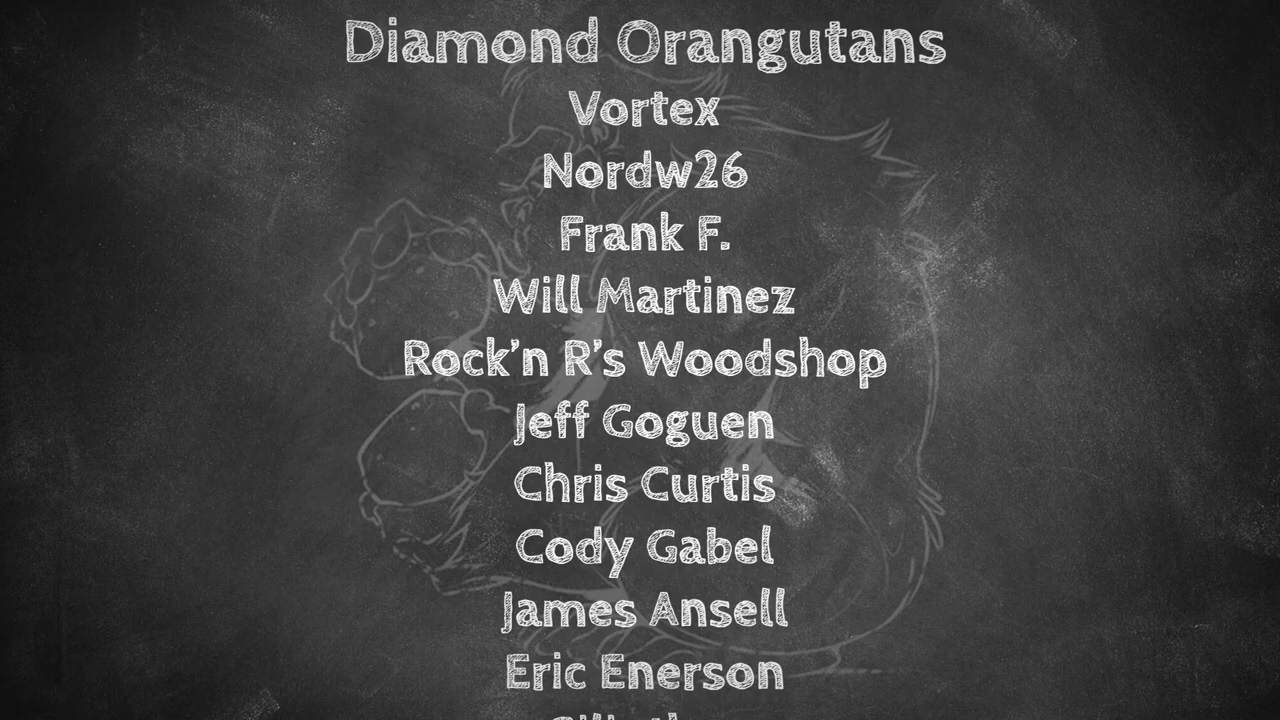 Diamond Orangutans
Vortex
Nordw26
Frank F.
Will Martinez
Rock'n R's Woodshop
Jeff Goguen
Chris Curtis
Cody Gabel
James Ansell
Eric Enerson